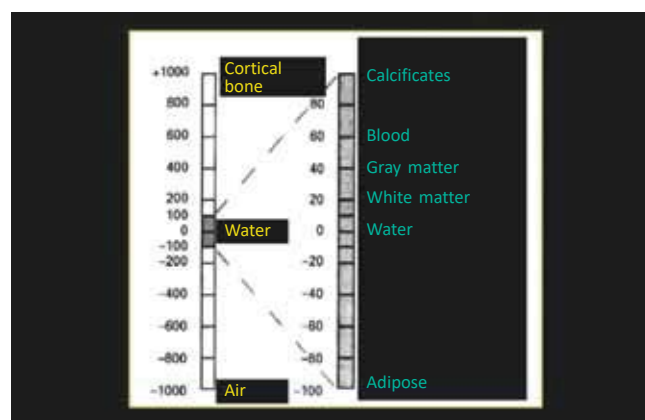 +1000
Cortical
bone
Calcificates
800
80
600
60
Blood
400
40
Gray matter
200
20
White matter
100
0
Water
0
Water
-100
-200
-20
-400
-40
-600
-60
-800
-80
-1000
Air
-100
Adipose